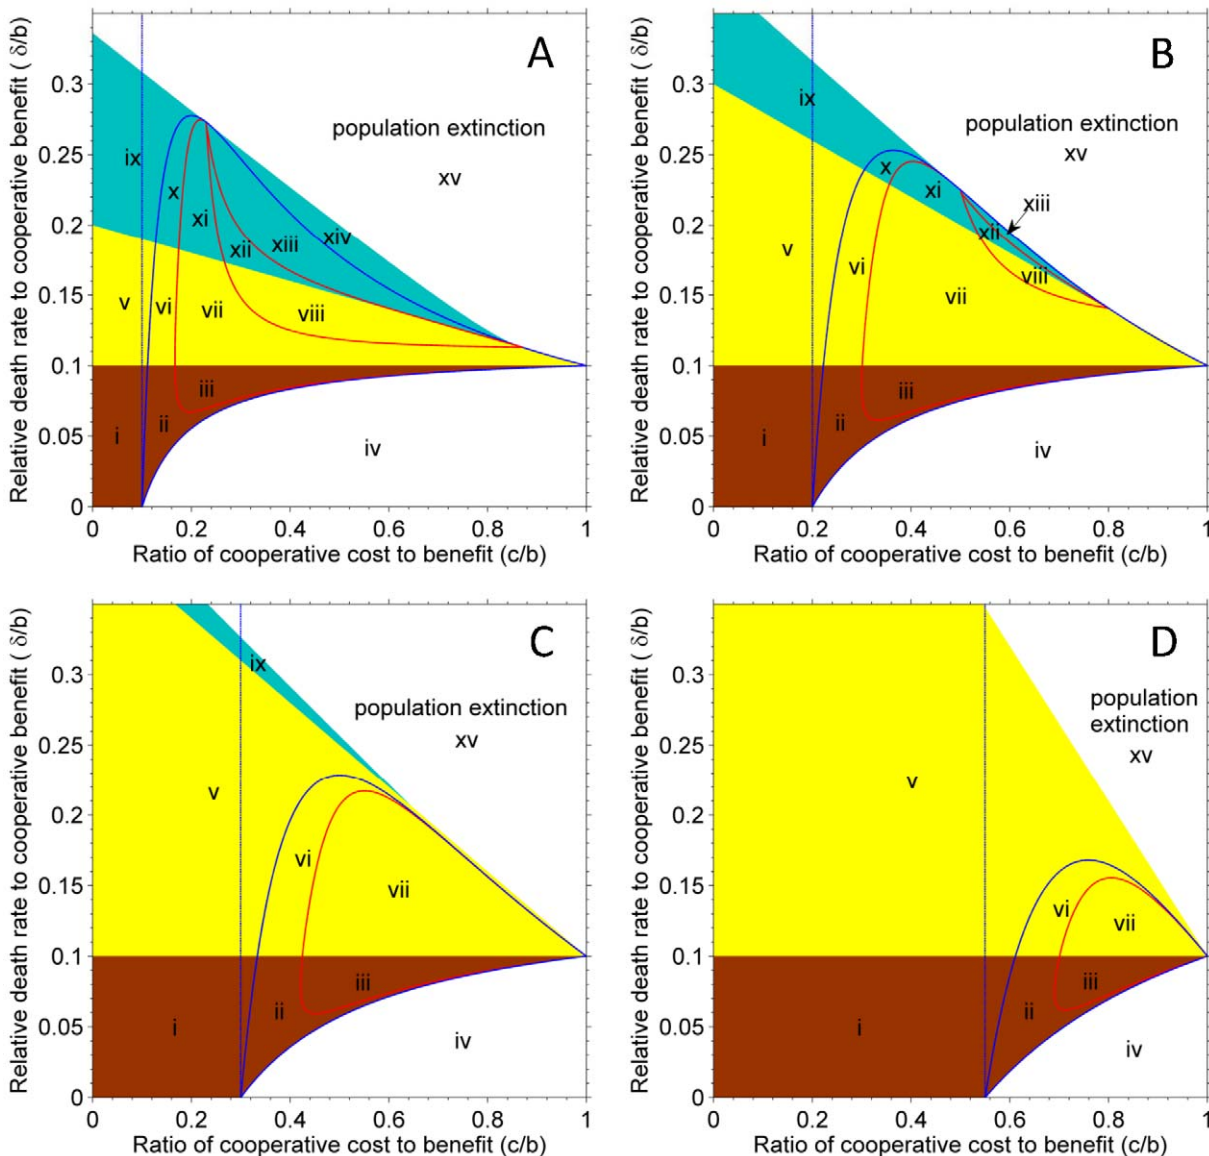 A
Relative death rate to cooperative benefit ( δ/b)
0.3
0.25
0.2
0.15
0.1
0.05
0
population extinction
xv
ix
x
xi
xii
xiii
xiv
v
vi
vii
viii
iii
ii
i
iv
0 0.2 0.4 0.6 0.8 1
Ratio of cooperative cost to benefit (c/b)
B
Relative death rate to cooperative benefit ( δ/b)
0.3
0.25
0.2
0.15
0.1
0.05
0
ix
population extinction
xv
x
xi
xiii
xii
v
vi
vii
viii
iii
ii
i
iv
0 0.2 0.4 0.6 0.8 1
Ratio of cooperative cost to benefit (c/b)
C
Relative death rate to cooperative benefit ( δ/b)
0.3
0.25
0.2
0.15
0.1
0.05
0
ix
population extinction
xv
v
vi
vii
iii
ii
i
iv
0 0.2 0.4 0.6 0.8 1
Ratio of cooperative cost to benefit (c/b)
D
Relative death rate to cooperative benefit ( δ/b)
0.3
0.25
0.2
0.15
0.1
0.05
0
population
extinction
xv
v
vi
vii
iii
ii
i
iv
0 0.2 0.4 0.6 0.8 1
Ratio of cooperative cost to benefit (c/b)